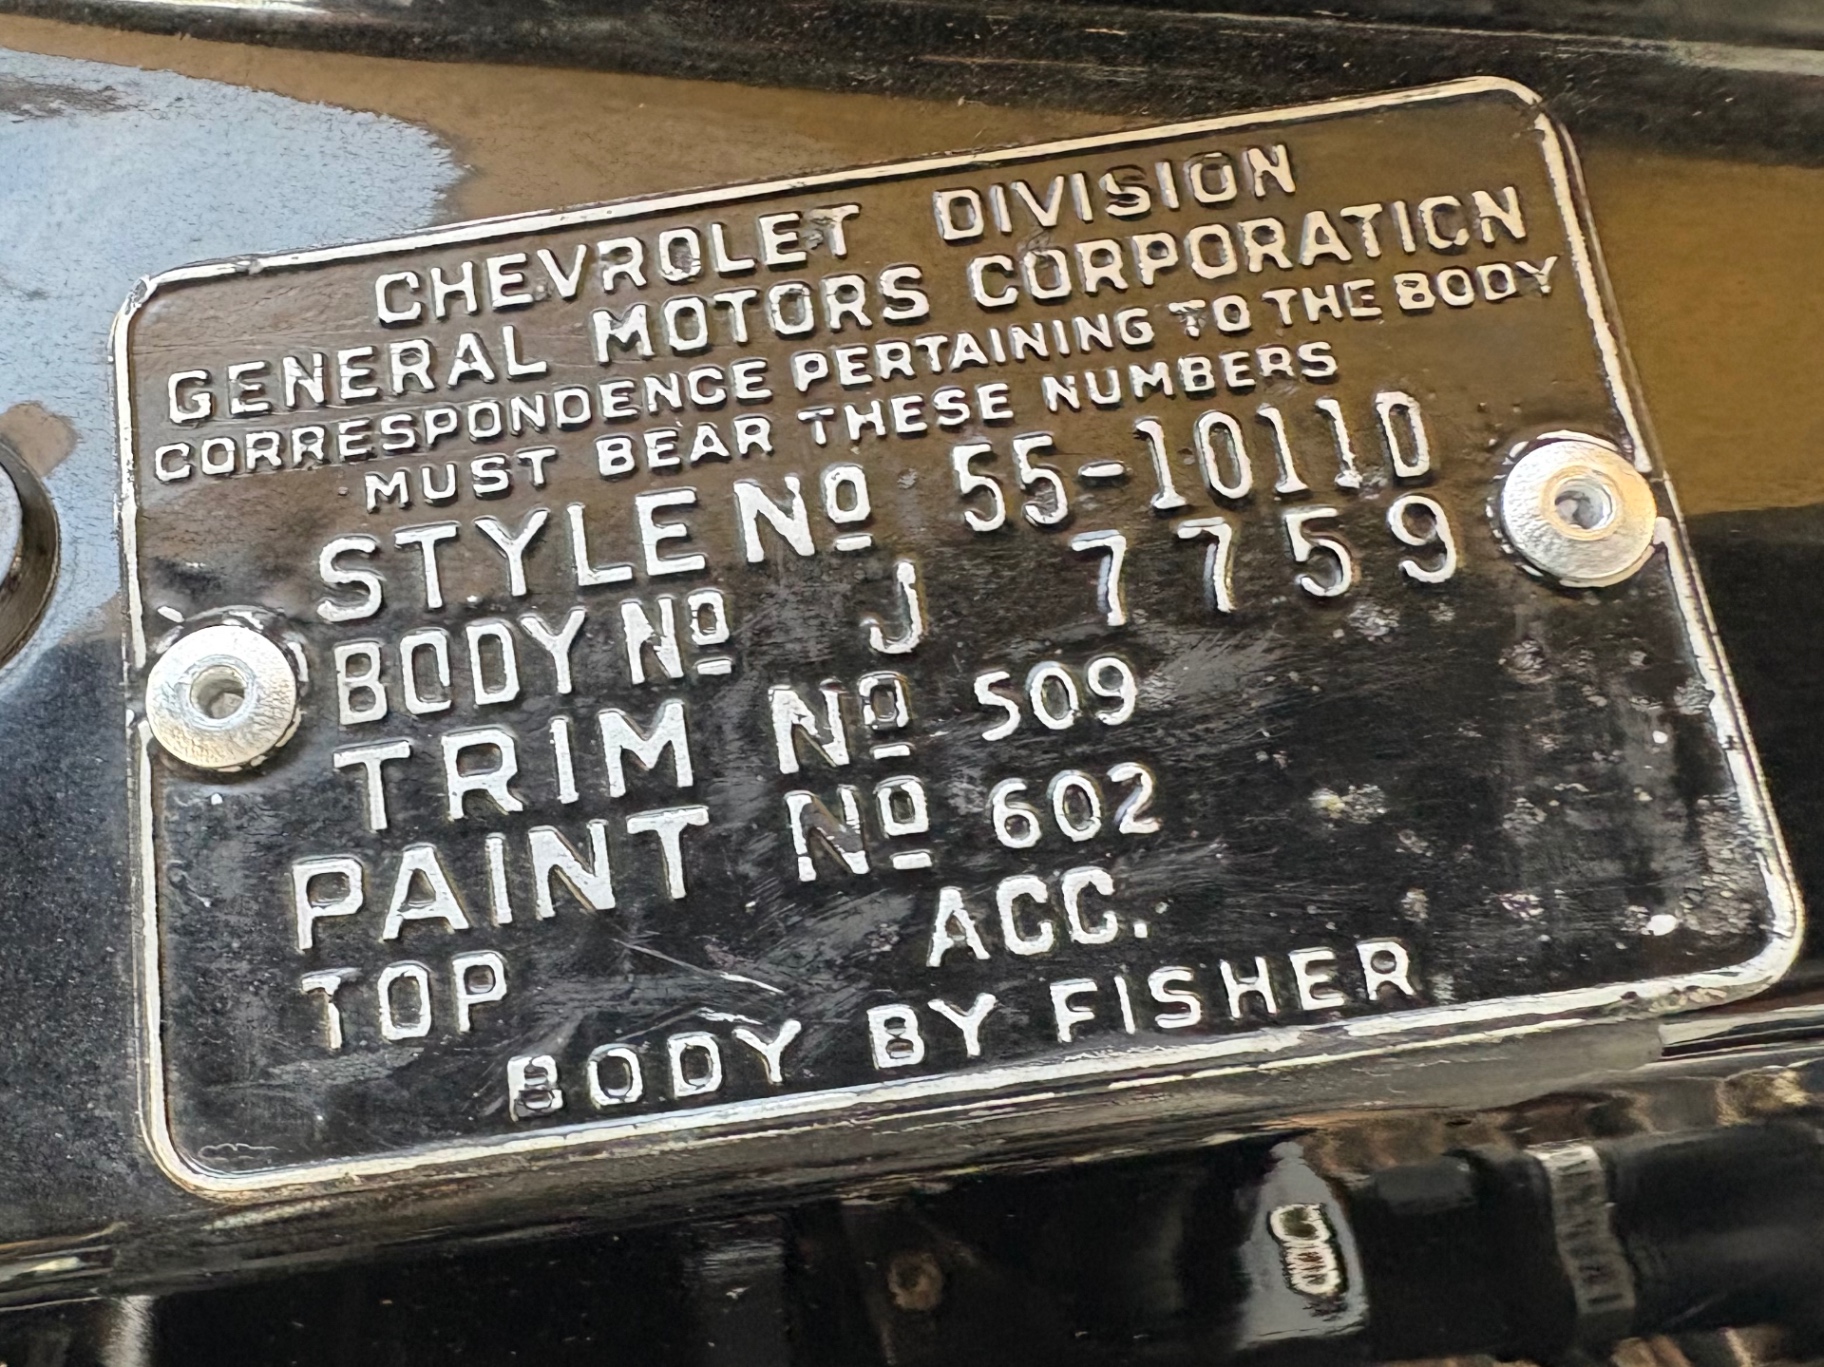 CHEVROLET DIVISION
GENERAL MOTORS CORPORATION
CORRESPONDENCE PERTAINING TO THE BODY
MUST BEAR THESE NUMBERS
STYLE Nº 55-1011D
BODY Nº J 7759
TRIM Nº 509
PAINT Nº 602
TOP ACC.
BODY BY FISHER